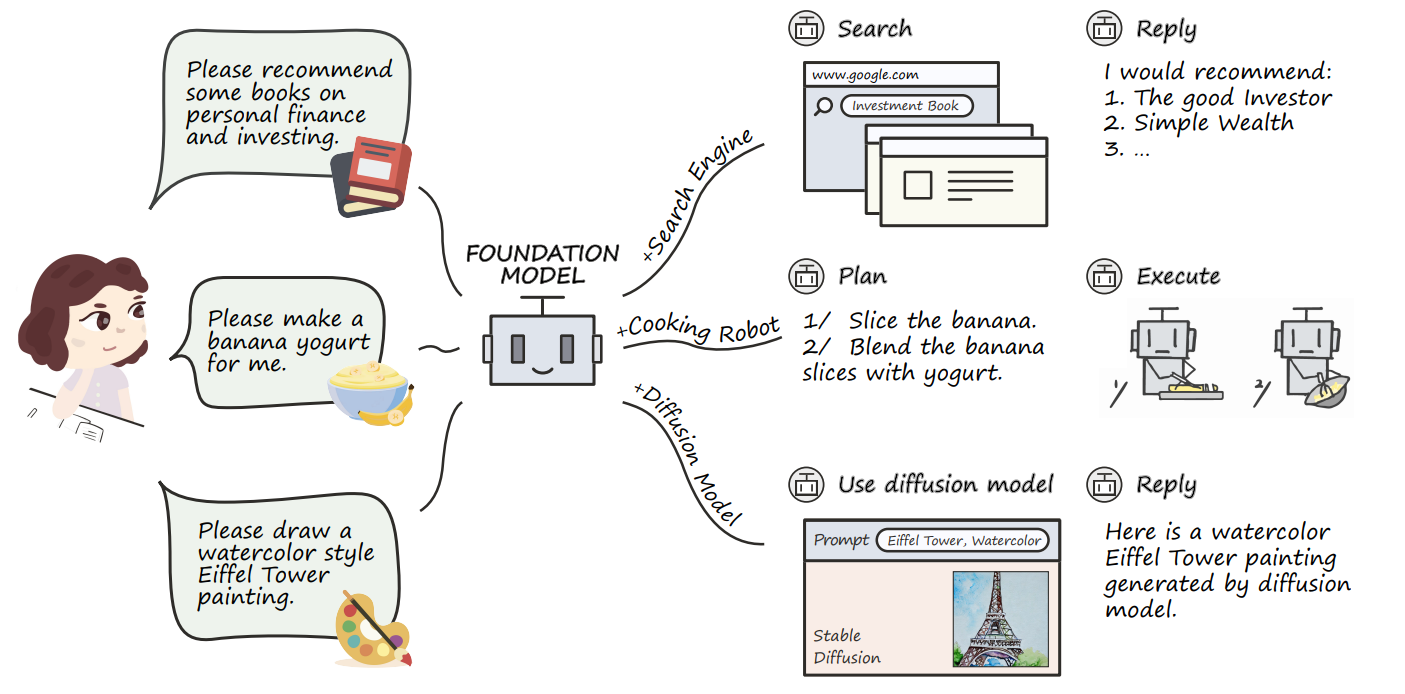 Please recommend
some books on
personal finance
and investing.
Please make a
banana yogurt
for me.
Please draw a
watercolor style
Eiffel Tower
painting.
FOUNDATION
MODEL
+Search Engine
+Cooking Robot
+Diffusion Model
Search
www.google.com
Investment Book
Reply
I would recommend:
1. The good Investor
2. Simple Wealth
3. ...
Plan
1/ Slice the banana.
2/ Blend the banana
slices with yogurt.
Execute
1/
2/
Use diffusion model
Prompt
Eiffel Tower, Watercolor
Stable
Diffusion
Reply
Here is a watercolor
Eiffel Tower painting
generated by diffusion
model.